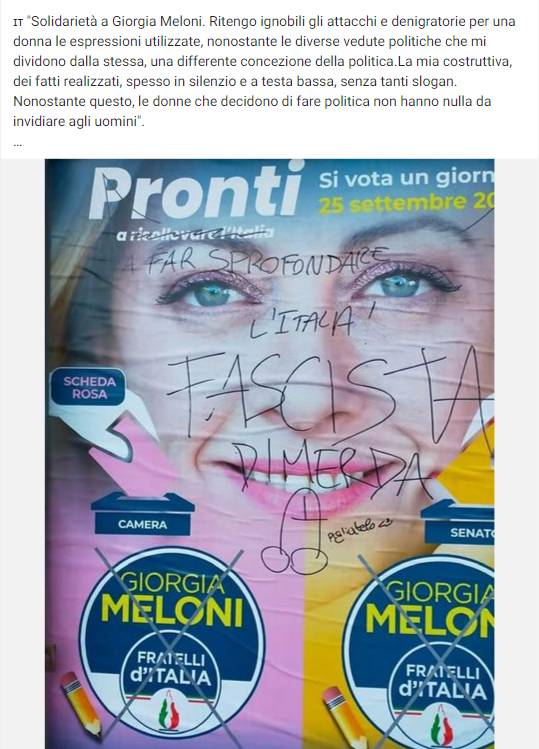 IT "Solidarietà a Giorgia Meloni. Ritengo ignobili gli attacchi e denigratorie per una
donna le espressioni utilizzate, nonostante le diverse vedute politiche che mi
dividono dalla stessa, una differente concezione della politica.La mia costruttiva,
dei fatti realizzati, spesso in silenzio e a testa bassa, senza tanti slogan.
Nonostante questo, le donne che decidono di fare politica non hanno nulla da
invidiare agli uomini".
...
Pronti
Si vota un giorn
25 settembre 20
a risollevare l'Italia
A FAR SPROFONDARE
L'ITALIA!
FASCISTA
DI MERDA
SCHEDA
ROSA
CAMERA
SENATO
GIORGIA
MELONI
FRATELLI
d'ITALIA
GIORGIA
MELON
FRATELLI
d'ITALIA